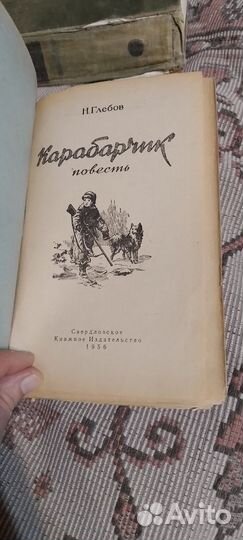 Н. Глебов
Карабарчик
повесть
Свердловское
Книжное Издательство
1956
Avito